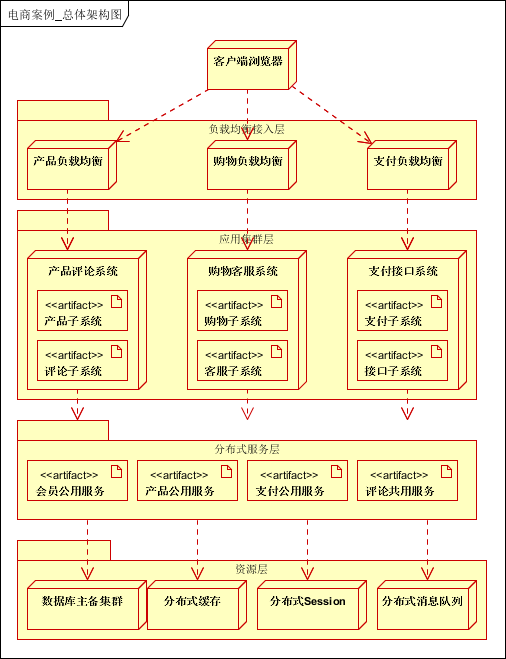 电商案例_总体架构图
客户端浏览器
负载均衡接入层
产品负载均衡
购物负载均衡
支付负载均衡
应用集群层
产品评论系统
购物客服系统
支付接口系统
<<artifact>>
产品子系统
<<artifact>>
购物子系统
<<artifact>>
支付子系统
<<artifact>>
评论子系统
<<artifact>>
客服子系统
<<artifact>>
接口子系统
分布式服务层
<<artifact>>
会员公用服务
<<artifact>>
产品公用服务
<<artifact>>
支付公用服务
<<artifact>>
评论共用服务
资源层
数据库主备集群
分布式缓存
分布式Session
分布式消息队列